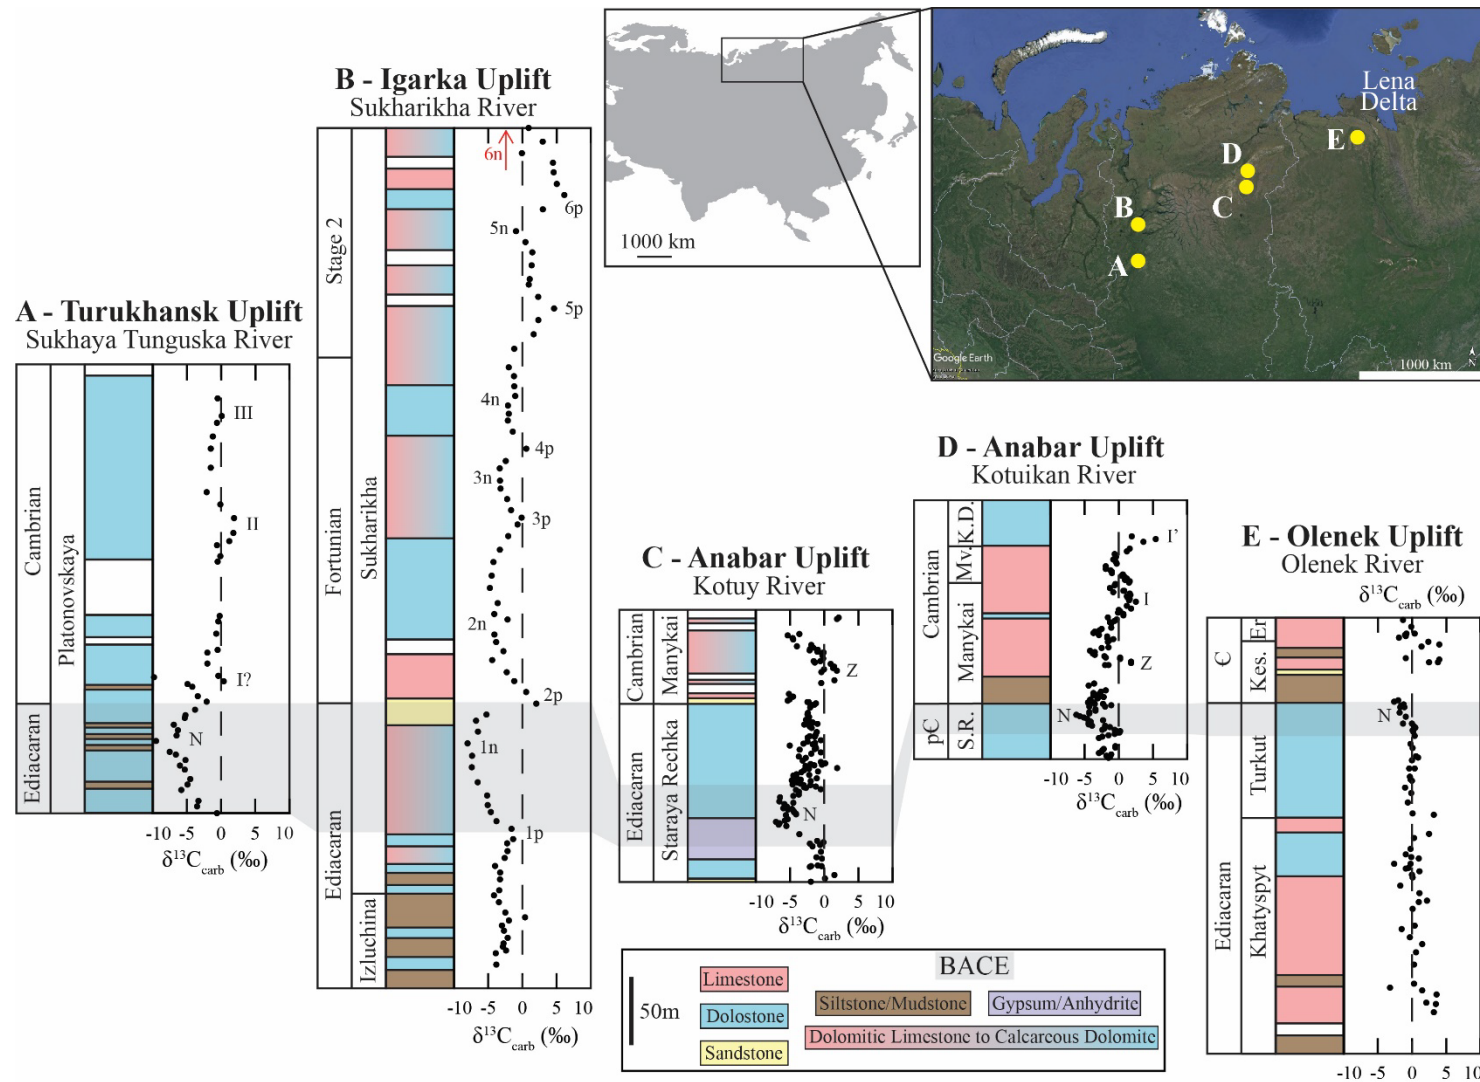 B - Igarka Uplift
Sukharikha River
Stage 2
Fortunian
Ediacaran
Sukharikha
Izluchina
6n
6p
5n
5p
4n
4p
3n
3p
2n
2p
1n
1p
-10 -5 0 5 10
δ13Ccarb (‰)
1000 km
Lena
Delta
E
D
C
B
A
Google Earth
1000 km
N
A - Turukhansk Uplift
Sukhaya Tunguska River
Cambrian
Ediacaran
Platonovskaya
III
II
I?
N
-10 -5 0 5 10
δ13Ccarb (‰)
C - Anabar Uplift
Kotuy River
Cambrian
Ediacaran
Manykai
Staraya Rechka
Z
N
-10 -5 0 5 10
δ13Ccarb (‰)
D - Anabar Uplift
Kotuikan River
Cambrian
pЄ
K.D.
Mv.
Manykai
S.R.
I'
I
Z
N
-10 -5 0 5 10
δ13Ccarb (‰)
E - Olenek Uplift
Olenek River
δ13Ccarb (‰)
-10 -5 0 5 10
Є
Ediacaran
Er
Kes.
Turkut
Khatyspyt
N
-10 -5 0 5 10
50m
BACE
Limestone
Dolostone
Sandstone
Siltstone/Mudstone
Gypsum/Anhydrite
Dolomitic Limestone to Calcareous Dolomite